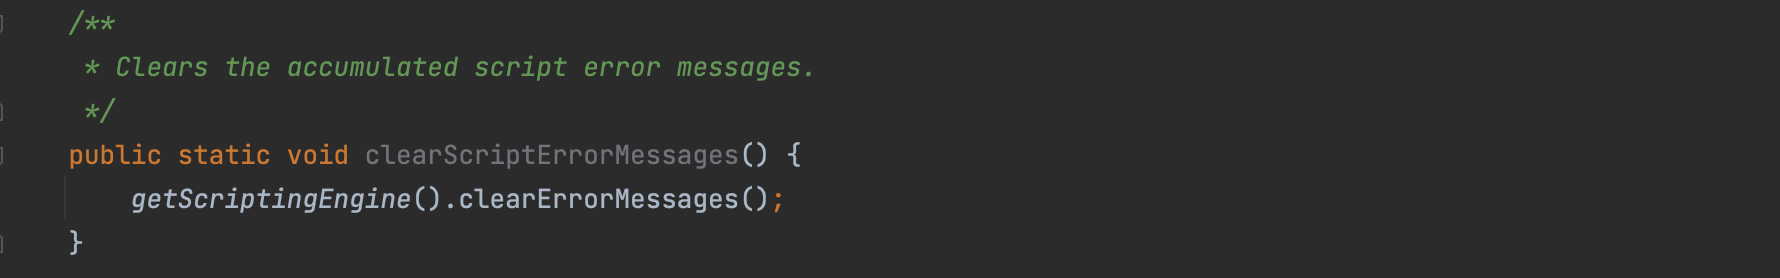 /**
 * Clears the accumulated script error messages.
 */
public static void clearScriptErrorMessages() {
    getScriptingEngine().clearErrorMessages();
}